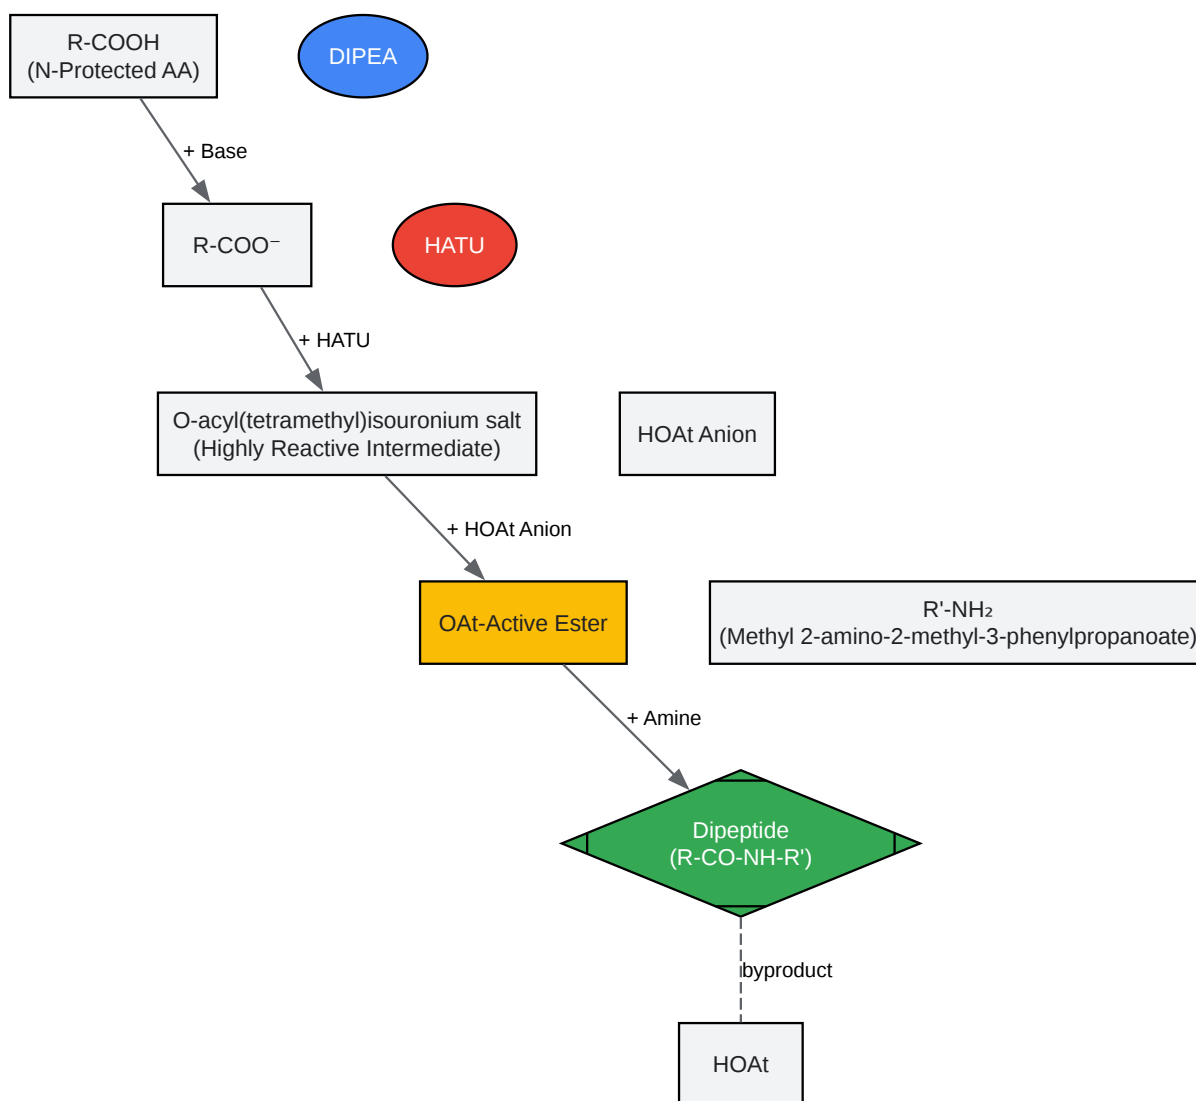 R-COOH
(N-Protected AA)
DIPEA
+ Base
R-COO⁻
HATU
+ HATU
O-acyl(tetramethyl)isouronium salt
(Highly Reactive Intermediate)
HOAt Anion
+ HOAt Anion
OAt-Active Ester
R'-NH₂
(Methyl 2-amino-2-methyl-3-phenylpropanoate)
+ Amine
Dipeptide
(R-CO-NH-R')
byproduct
HOAt